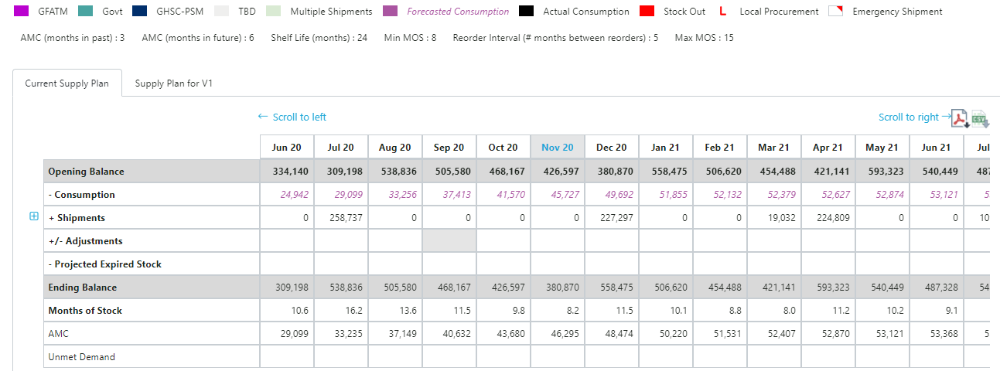 GFATM Govt GHSC-PSM TBD Multiple Shipments Forecasted Consumption Actual Consumption Stock Out L Local Procurement Emergency Shipment
AMC (months in past) : 3 AMC (months in future) : 6 Shelf Life (months) : 24 Min MOS : 8 Reorder Interval (# months between reorders) : 5 Max MOS : 15
Current Supply Plan Supply Plan for V1
← Scroll to left Scroll to right → CSV
Jun 20 Jul 20 Aug 20 Sep 20 Oct 20 Nov 20 Dec 20 Jan 21 Feb 21 Mar 21 Apr 21 May 21 Jun 21 Jul
Opening Balance 334,140 309,198 538,836 505,580 468,167 426,597 380,870 558,475 506,620 454,488 421,141 593,323 540,449 487
- Consumption 24,942 29,099 33,256 37,413 41,570 45,727 49,692 51,855 52,132 52,379 52,627 52,874 53,121 5
+ Shipments 0 258,737 0 0 0 0 227,297 0 0 19,032 224,809 0 0 10
+/- Adjustments
- Projected Expired Stock
Ending Balance 309,198 538,836 505,580 468,167 426,597 380,870 558,475 506,620 454,488 421,141 593,323 540,449 487,328 54
Months of Stock 10.6 16.2 13.6 11.5 9.8 8.2 11.5 10.1 8.8 8.0 11.2 10.2 9.1
AMC 29,099 33,235 37,149 40,632 43,680 46,295 48,474 50,220 51,531 52,407 52,870 53,121 53,368 5
Unmet Demand